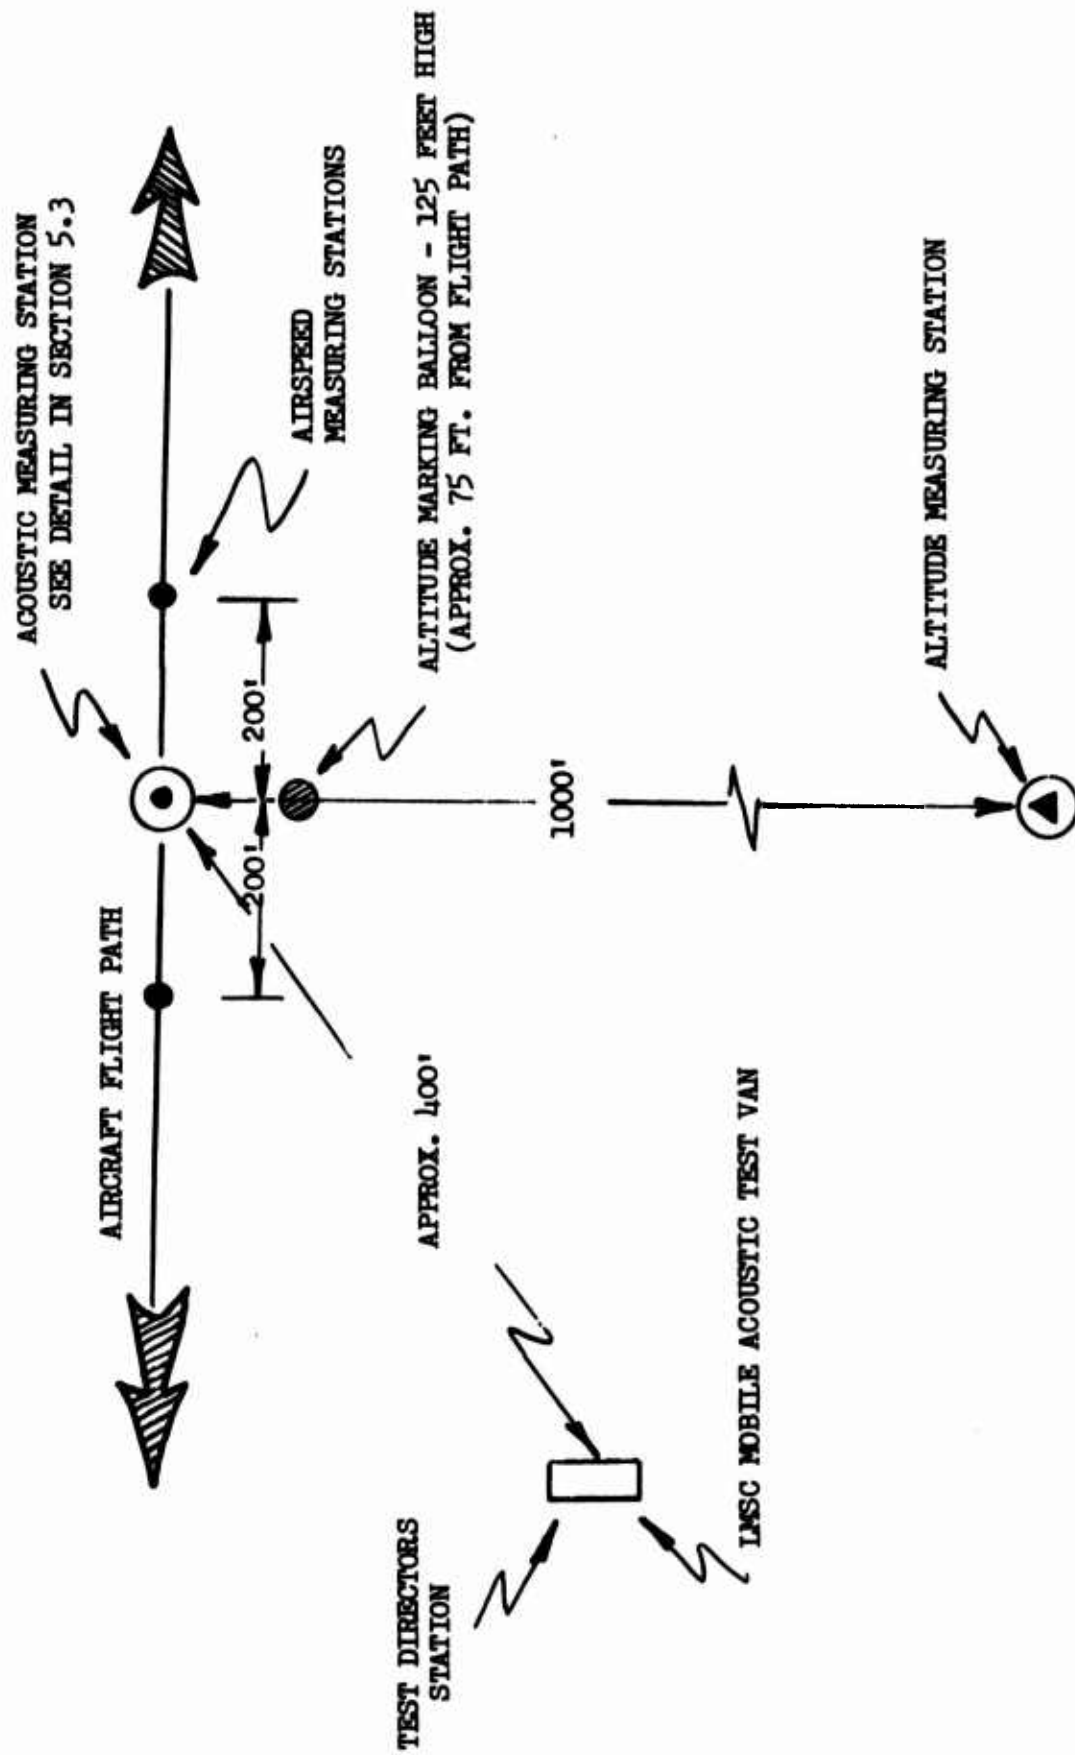 ACOUSTIC MEASURING STATION
SEE DETAIL IN SECTION 5.3
AIRCRAFT FLIGHT PATH
AIRSPEED
MEASURING STATIONS
200'
200'
ALTITUDE MARKING BALLOON - 125 FEET HIGH
(APPROX. 75 FT. FROM FLIGHT PATH)
APPROX. 400'
1000'
TEST DIRECTORS
STATION
LMSC MOBILE ACOUSTIC TEST VAN
ALTITUDE MEASURING STATION